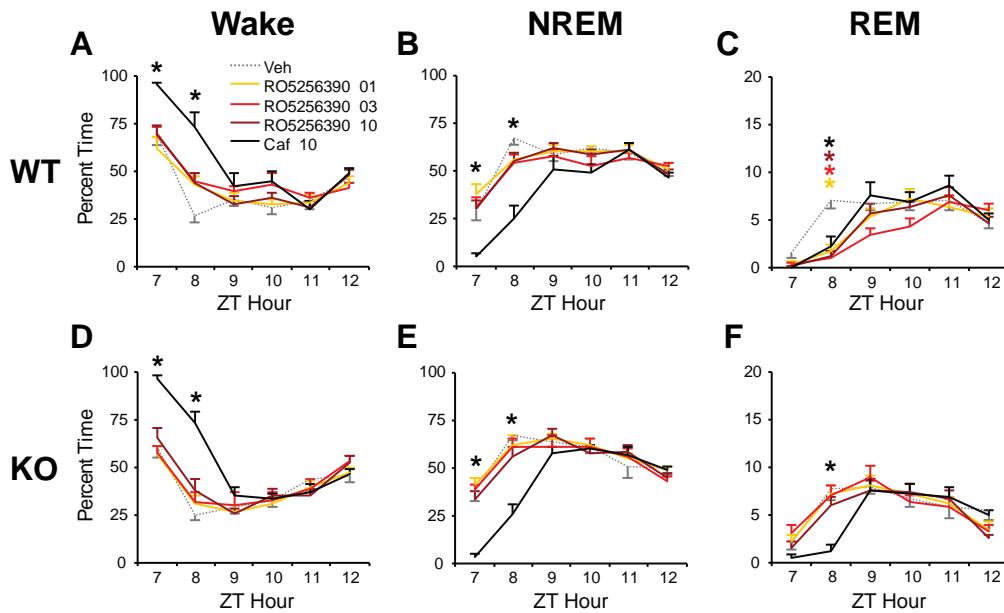 Wake NREM REM
A B C
* * * * * * * *
Veh
RO5256390 01
RO5256390 03
RO5256390 10
Caf 10
WT
Percent Time
100 75 50 25 0
7 8 9 10 11 12
ZT Hour
100 75 50 25 0
7 8 9 10 11 12
ZT Hour
20 15 10 5 0
7 8 9 10 11 12
ZT Hour
D E F
* * * * *
KO
Percent Time
100 75 50 25 0
7 8 9 10 11 12
ZT Hour
100 75 50 25 0
7 8 9 10 11 12
ZT Hour
20 15 10 5 0
7 8 9 10 11 12
ZT Hour